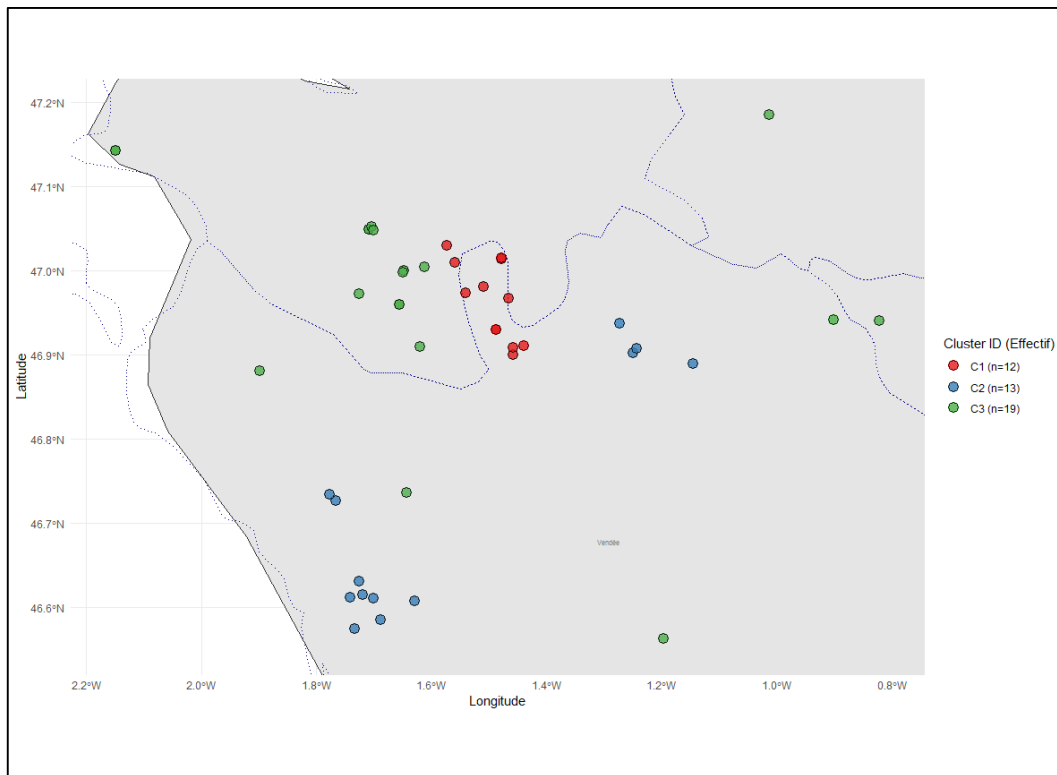 47.2°N
47.1°N
47.0°N
46.9°N
46.8°N
46.7°N
46.6°N
Latitude
Vendée
2.2°W 2.0°W 1.8°W 1.6°W 1.4°W 1.2°W 1.0°W 0.8°W
Longitude
Cluster ID (Effectif)
C1 (n=12)
C2 (n=13)
C3 (n=19)